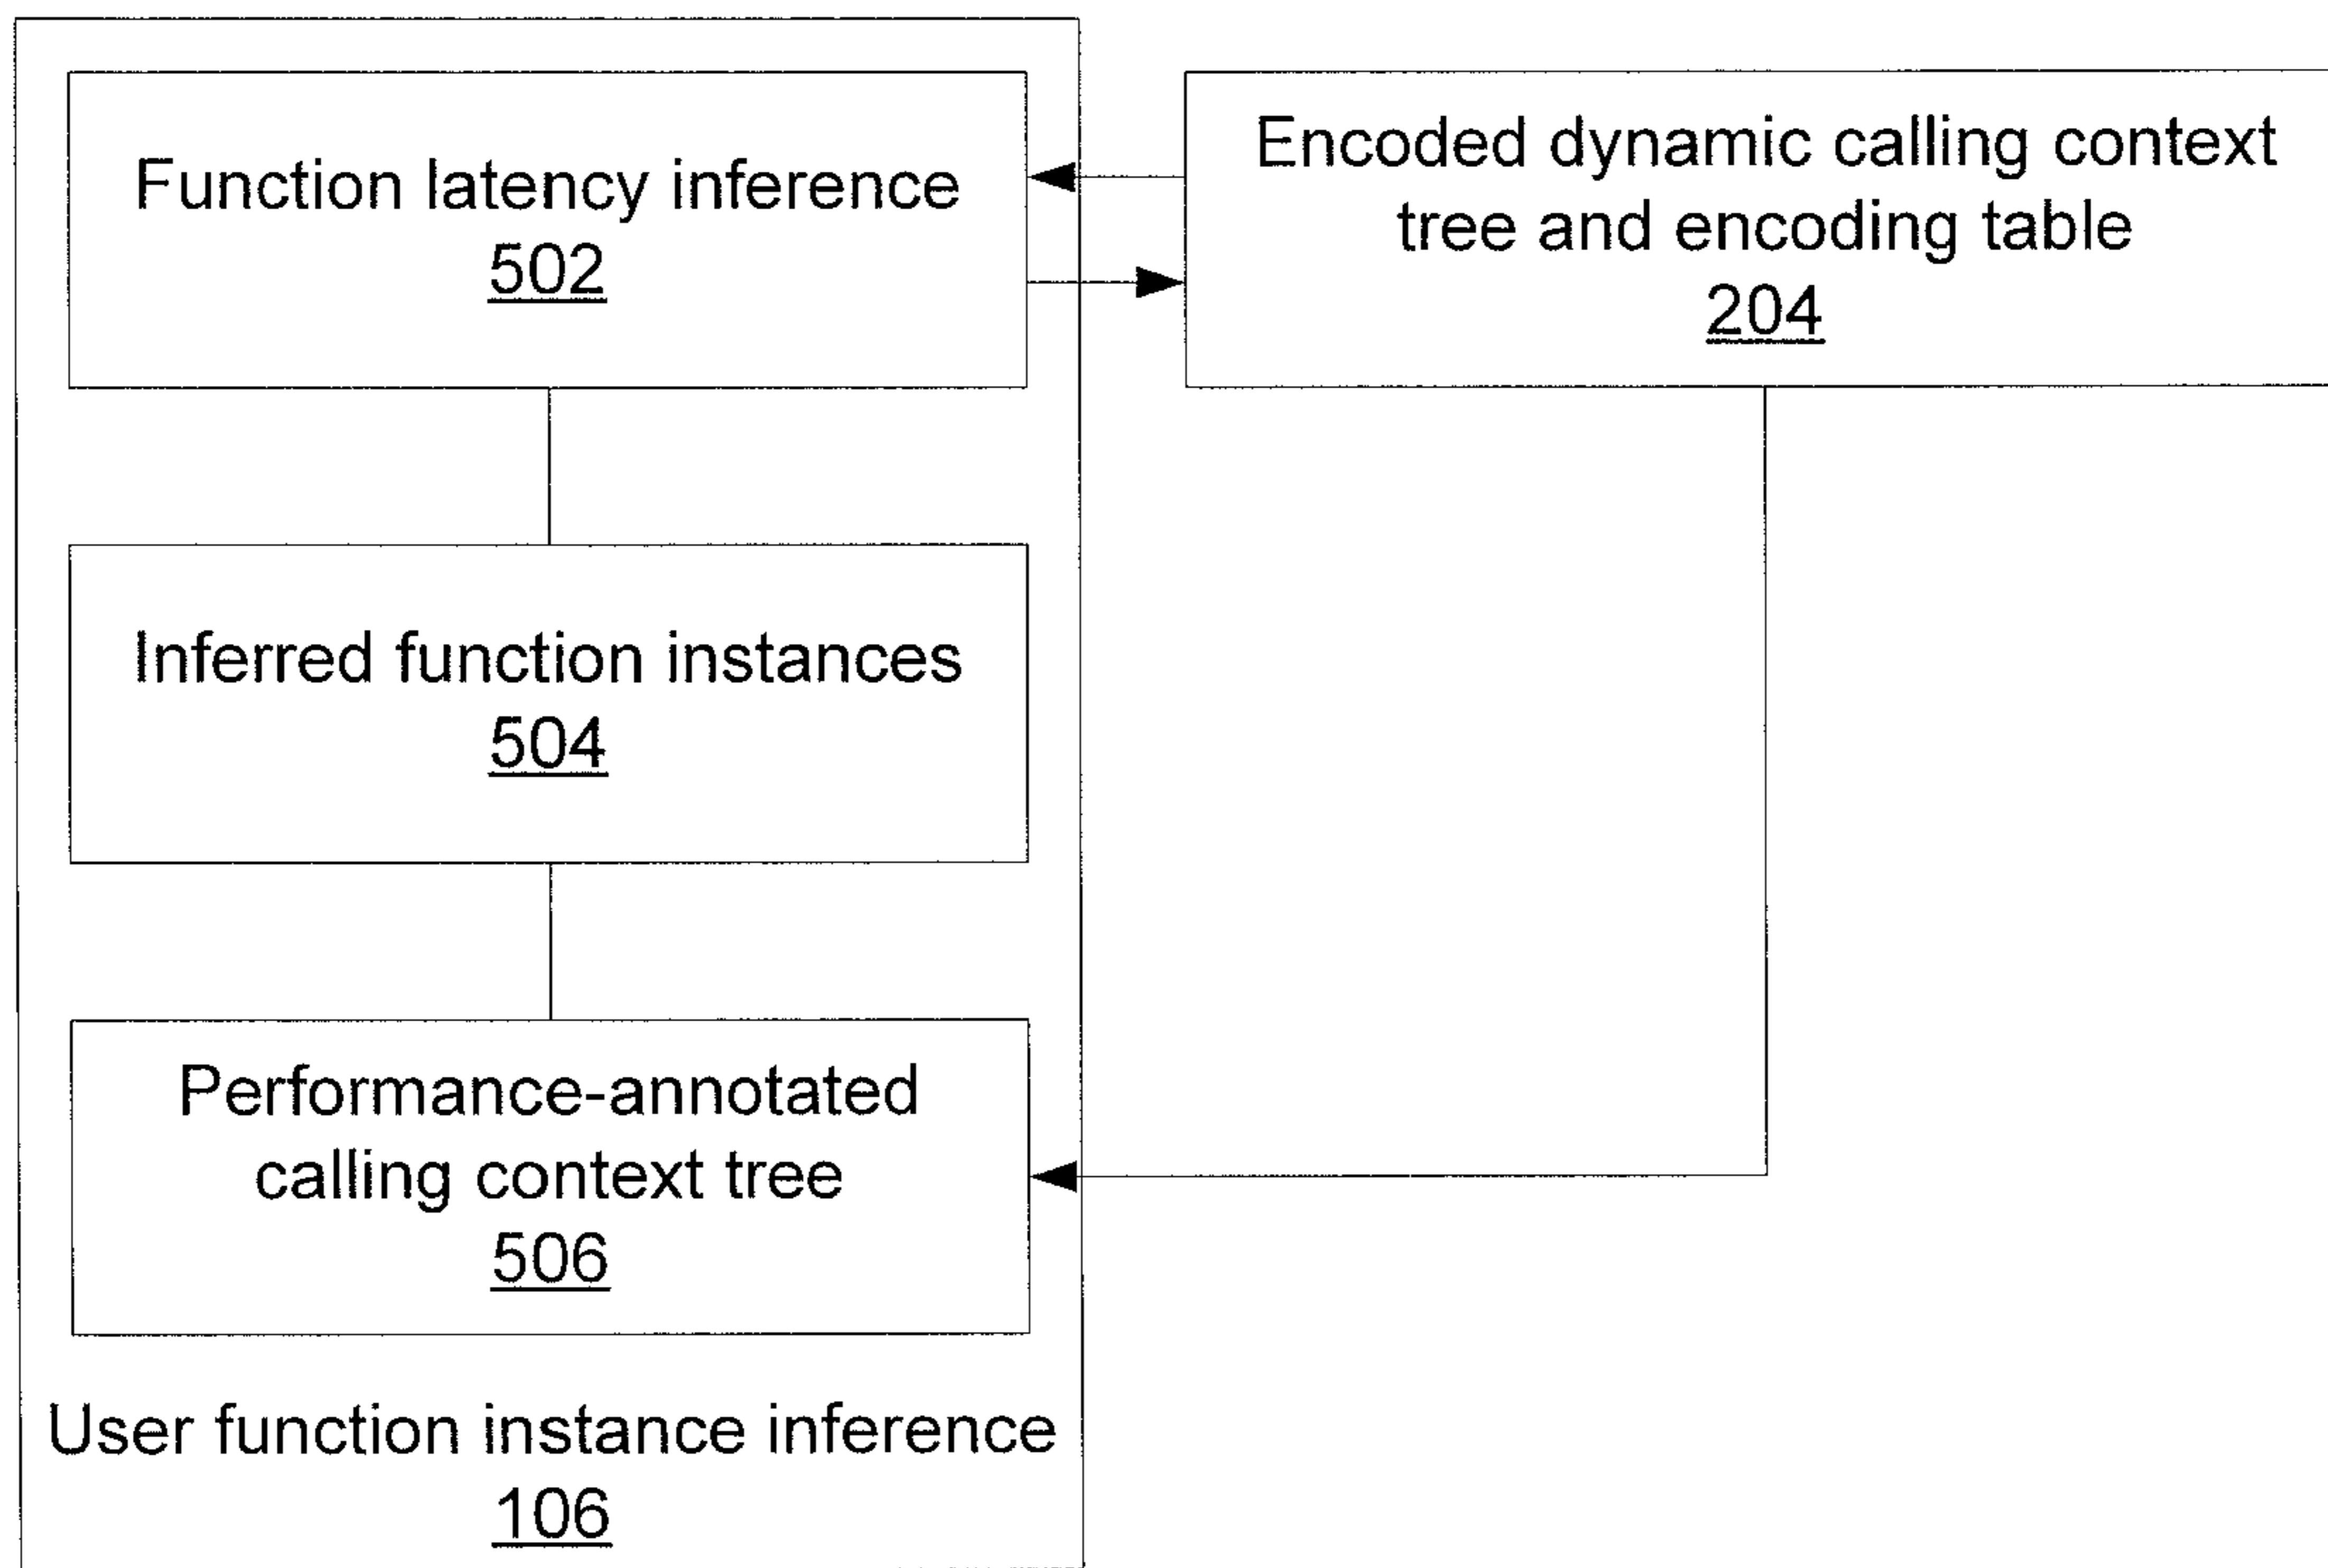 Function latency inference
502
Encoded dynamic calling context
tree and encoding table
204
Inferred function instances
504
Performance-annotated
calling context tree
506
User function instance inference
106